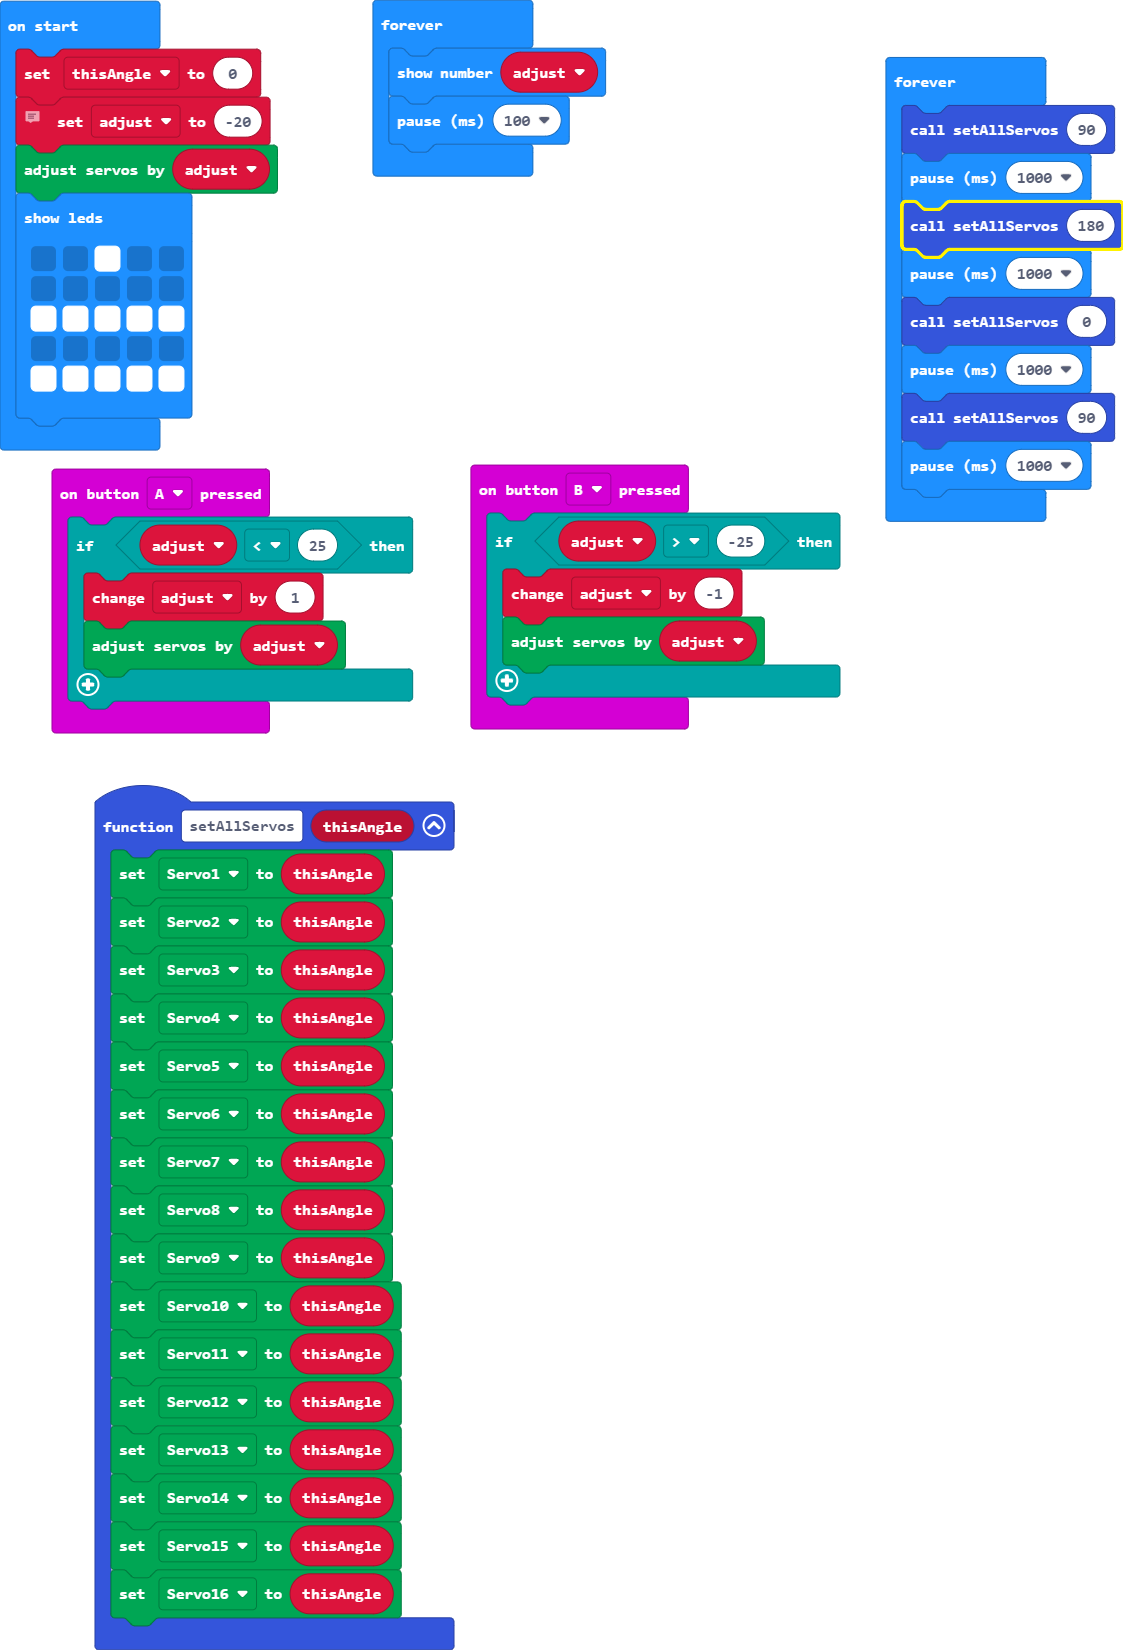 on start
set thisAngle to 0
set adjust to -20
adjust servos by adjust
show leds
forever
show number adjust
pause (ms) 100
forever
call setAllServos 90
pause (ms) 1000
call setAllServos 180
pause (ms) 1000
call setAllServos 0
pause (ms) 1000
call setAllServos 90
pause (ms) 1000
on button A pressed
if adjust < 25 then
change adjust by 1
adjust servos by adjust
on button B pressed
if adjust > -25 then
change adjust by -1
adjust servos by adjust
function setAllServos thisAngle
set Servo1 to thisAngle
set Servo2 to thisAngle
set Servo3 to thisAngle
set Servo4 to thisAngle
set Servo5 to thisAngle
set Servo6 to thisAngle
set Servo7 to thisAngle
set Servo8 to thisAngle
set Servo9 to thisAngle
set Servo10 to thisAngle
set Servo11 to thisAngle
set Servo12 to thisAngle
set Servo13 to thisAngle
set Servo14 to thisAngle
set Servo15 to thisAngle
set Servo16 to thisAngle